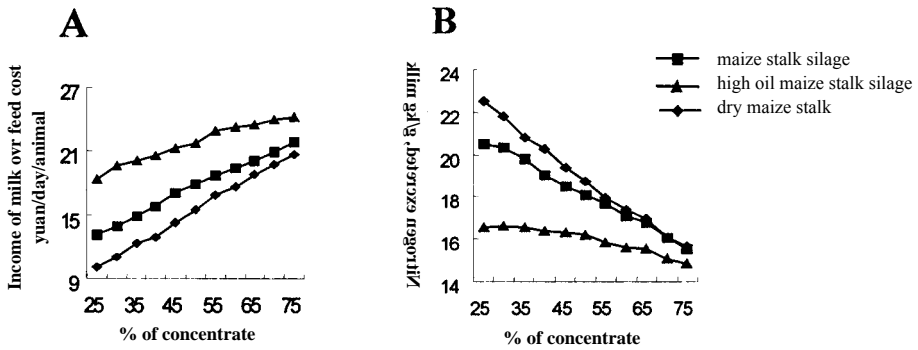 A
Income of milk ovr feed cost
yuan/day/animal
27
21
15
9
25 35 45 55 65 75
% of concentrate
B
Nitrogen excreted, g/kg milk
24
22
20
18
16
14
25 35 45 55 65 75
% of concentrate
maize stalk silage
high oil maize stalk silage
dry maize stalk